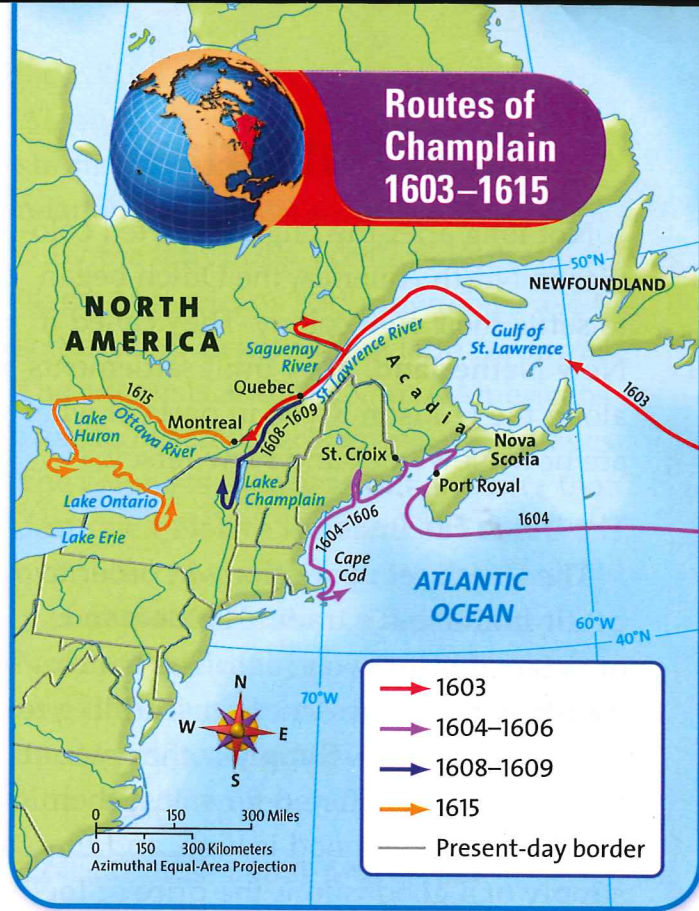 Routes of
Champlain
1603–1615
50°N
NEWFOUNDLAND
NORTH
AMERICA
Gulf of
St. Lawrence
Saguenay
River
St. Lawrence River
Acadia
1603
Quebec
1615
Lake
Huron
Ottawa River
Montreal
1608–1609
St. Croix
Nova
Scotia
Port Royal
Lake
Champlain
Lake Ontario
1604
Lake Erie
1604–1606
Cape
Cod
ATLANTIC
OCEAN
60°W
40°N
70°W
N
W
E
S
1603
1604–1606
1608–1609
1615
Present-day border
0 150 300 Miles
0 150 300 Kilometers
Azimuthal Equal-Area Projection